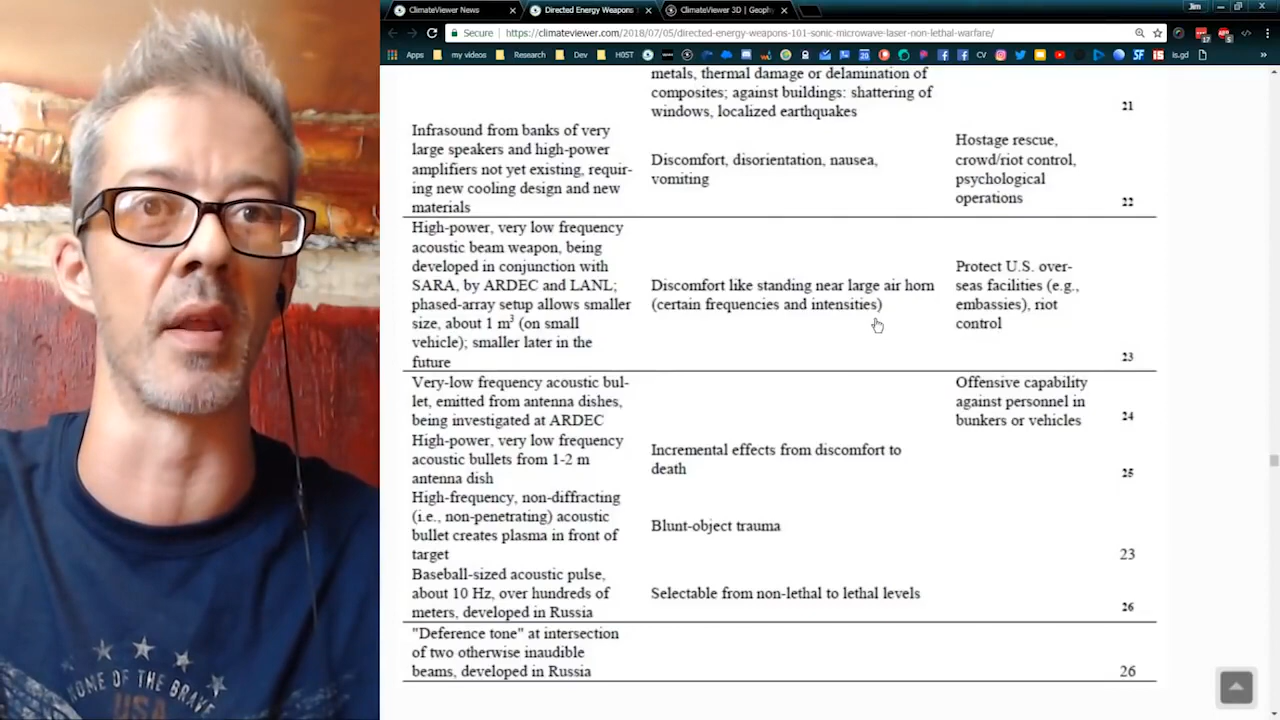 ClimateViewer News
Directed Energy Weapons
ClimateViewer 3D | Geoph
Jim
Secure
https://climateviewer.com/2018/07/05/directed-energy-weapons-101-sonic-microwave-laser-non-lethal-warfare/
Apps
my videos
Research
Dev
H0ST
CV
is.gd
metals, thermal damage or delamination of
composites; against buildings: shattering of
windows, localized earthquakes
21
Infrasound from banks of very
large speakers and high-power
amplifiers not yet existing, requir-
ing new cooling design and new
materials
Discomfort, disorientation, nausea,
vomiting
Hostage rescue,
crowd/riot control,
psychological
operations
22
High-power, very low frequency
acoustic beam weapon, being
developed in conjunction with
SARA, by ARDEC and LANL;
phased-array setup allows smaller
size, about 1 m³ (on small
vehicle); smaller later in the
future
Discomfort like standing near large air horn
(certain frequencies and intensities)
Protect U.S. over-
seas facilities (e.g.,
embassies), riot
control
23
Very-low frequency acoustic bul-
let, emitted from antenna dishes,
being investigated at ARDEC
Offensive capability
against personnel in
bunkers or vehicles
24
High-power, very low frequency
acoustic bullets from 1-2 m
antenna dish
Incremental effects from discomfort to
death
25
High-frequency, non-diffracting
(i.e., non-penetrating) acoustic
bullet creates plasma in front of
target
Blunt-object trauma
23
Baseball-sized acoustic pulse,
about 10 Hz, over hundreds of
meters, developed in Russia
Selectable from non-lethal to lethal levels
26
"Deference tone" at intersection
of two otherwise inaudible
beams, developed in Russia
26
HOME OF THE BRAVE
USA